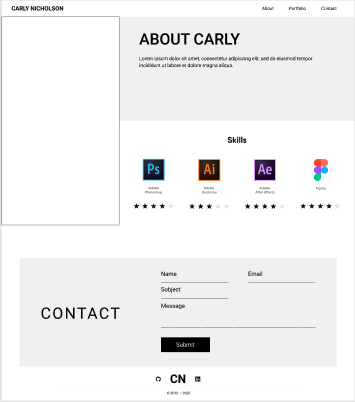 CARLY NICHOLSON
About Portfolio Contact
ABOUT CARLY
Lorem ipsum dolor sit amet, consectetur adipiscing elit, sed do eiusmod tempor
incididunt ut labore et dolore magna aliqua.
Skills
Ps Ai Ae
Adobe Photoshop
Adobe Illustrator
Adobe After Effects
Figma
CONTACT
Name Email
Subject
Message
Submit
CN